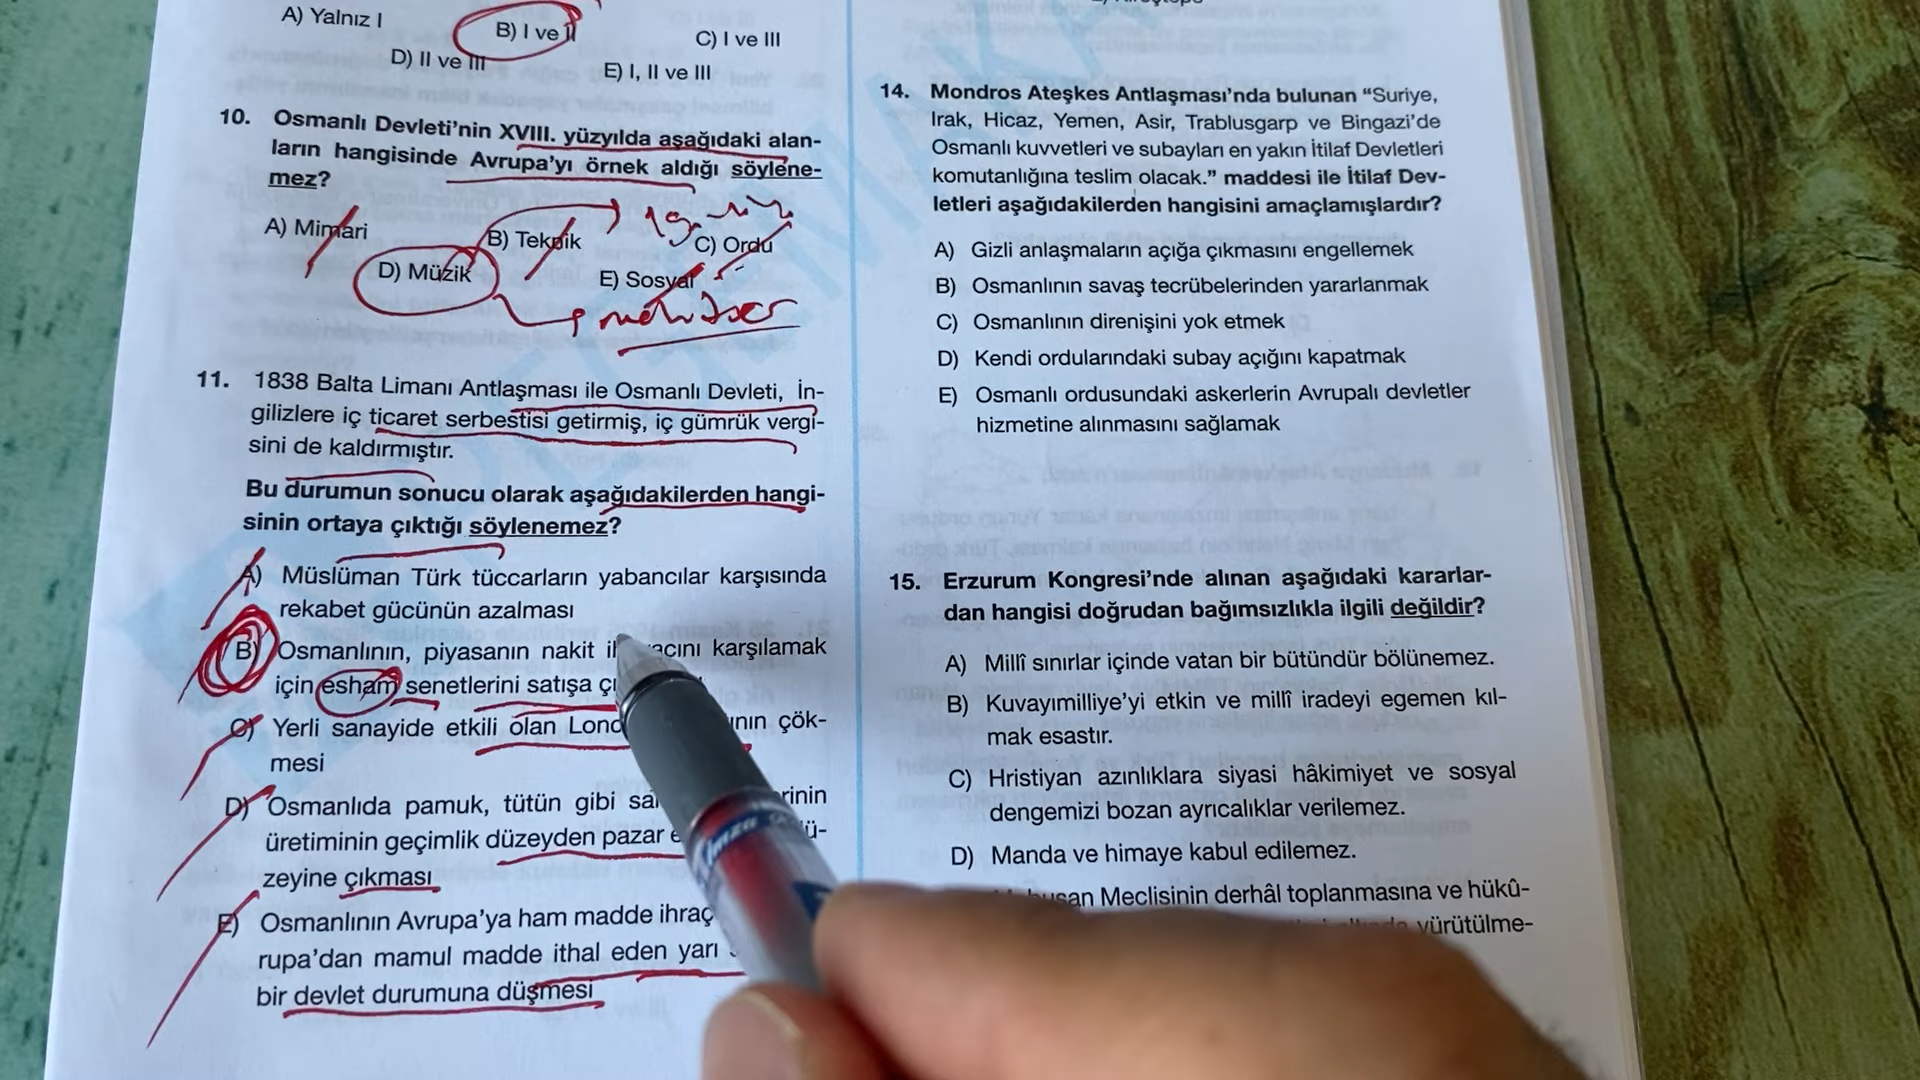 A) Yalnız I
B) I ve II
C) I ve III
D) II ve III
E) I, II ve III
10. Osmanlı Devleti’nin XVIII. yüzyılda aşağıdaki alan-
ların hangisinde Avrupa’yı örnek aldığı söylene-
mez?
A) Mimari
B) Teknik
C) Ordu
D) Müzik
E) Sosyal
mehter
11. 1838 Balta Limanı Antlaşması ile Osmanlı Devleti, İn-
gilizlere iç ticaret serbestisi getirmiş, iç gümrük vergi-
sini de kaldırmıştır.
Bu durumun sonucu olarak aşağıdakilerden hangi-
sinin ortaya çıktığı söylenemez?
A) Müslüman Türk tüccarların yabancılar karşısında
rekabet gücünün azalması
B) Osmanlının, piyasanın nakit karşılamak
için esham senetlerini satışa
C) Yerli sanayide etkili olan çök-
mesi
D) Osmanlıda pamuk, tütün gibi
üretiminin geçimlik düzeyden pazar
zeyine çıkması
E) Osmanlının Avrupa’ya ham madde
rupa’dan mamul madde ithal eden yarı
bir devlet durumuna düşmesi
14. Mondros Ateşkes Antlaşması’nda bulunan “Suriye,
Irak, Hicaz, Yemen, Asir, Trablusgarp ve Bingazi’de
Osmanlı kuvvetleri ve subayları en yakın İtilaf Devletleri
komutanlığına teslim olacak.” maddesi ile İtilaf Dev-
letleri aşağıdakilerden hangisini amaçlamışlardır?
A) Gizli anlaşmaların açığa çıkmasını engellemek
B) Osmanlının savaş tecrübelerinden yararlanmak
C) Osmanlının direnişini yok etmek
D) Kendi ordularındaki subay açığını kapatmak
E) Osmanlı ordusundaki askerlerin Avrupalı devletler
hizmetine alınmasını sağlamak
15. Erzurum Kongresi’nde alınan aşağıdaki kararlar-
dan hangisi doğrudan bağımsızlıkla ilgili değildir?
A) Millî sınırlar içinde vatan bir bütündür bölünemez.
B) Kuvayımilliye’yi etkin ve millî iradeyi egemen kıl-
mak esastır.
C) Hristiyan azınlıklara siyasi hâkimiyet ve sosyal
dengemizi bozan ayrıcalıklar verilemez.
D) Manda ve himaye kabul edilemez.
Meclisinin derhâl toplanmasına ve hükû-
yürütülme-